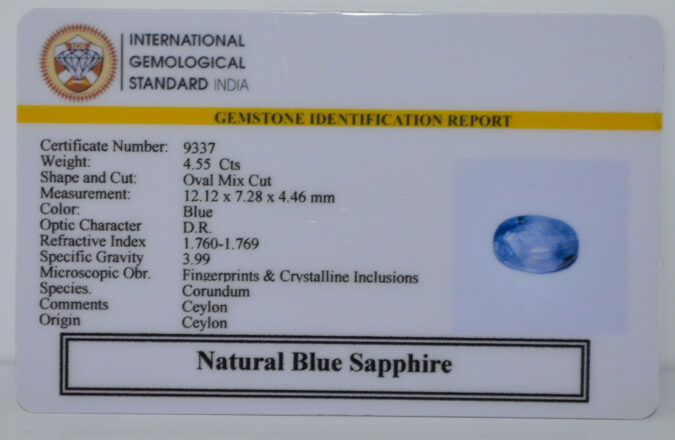 INTERNATIONAL
GEMOLOGICAL
STANDARD INDIA
GEMSTONE IDENTIFICATION REPORT
Certificate Number: 9337
Weight: 4.55 Cts
Shape and Cut: Oval Mix Cut
Measurement: 12.12 x 7.28 x 4.46 mm
Color: Blue
Optic Character D.R.
Refractive Index 1.760-1.769
Specific Gravity 3.99
Microscopic Obr. Fingerprints & Crystalline Inclusions
Species. Corundum
Comments Ceylon
Origin Ceylon
Natural Blue Sapphire